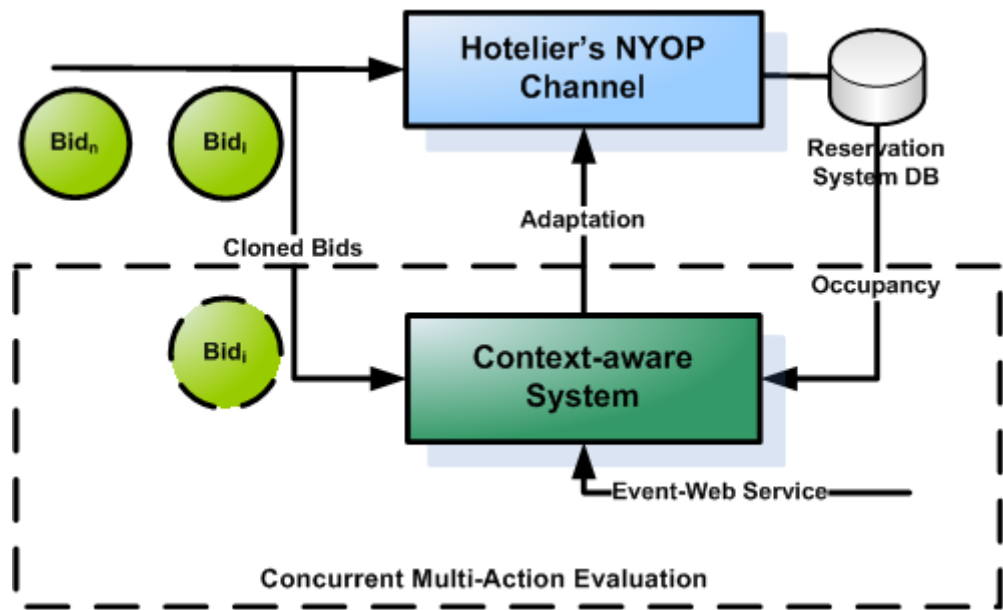 Hotelier's NYOP
Channel
Bidₙ
Bidᵢ
Reservation
System DB
Adaptation
Cloned Bids
Occupancy
Bidᵢ
Context-aware
System
Event-Web Service
Concurrent Multi-Action Evaluation